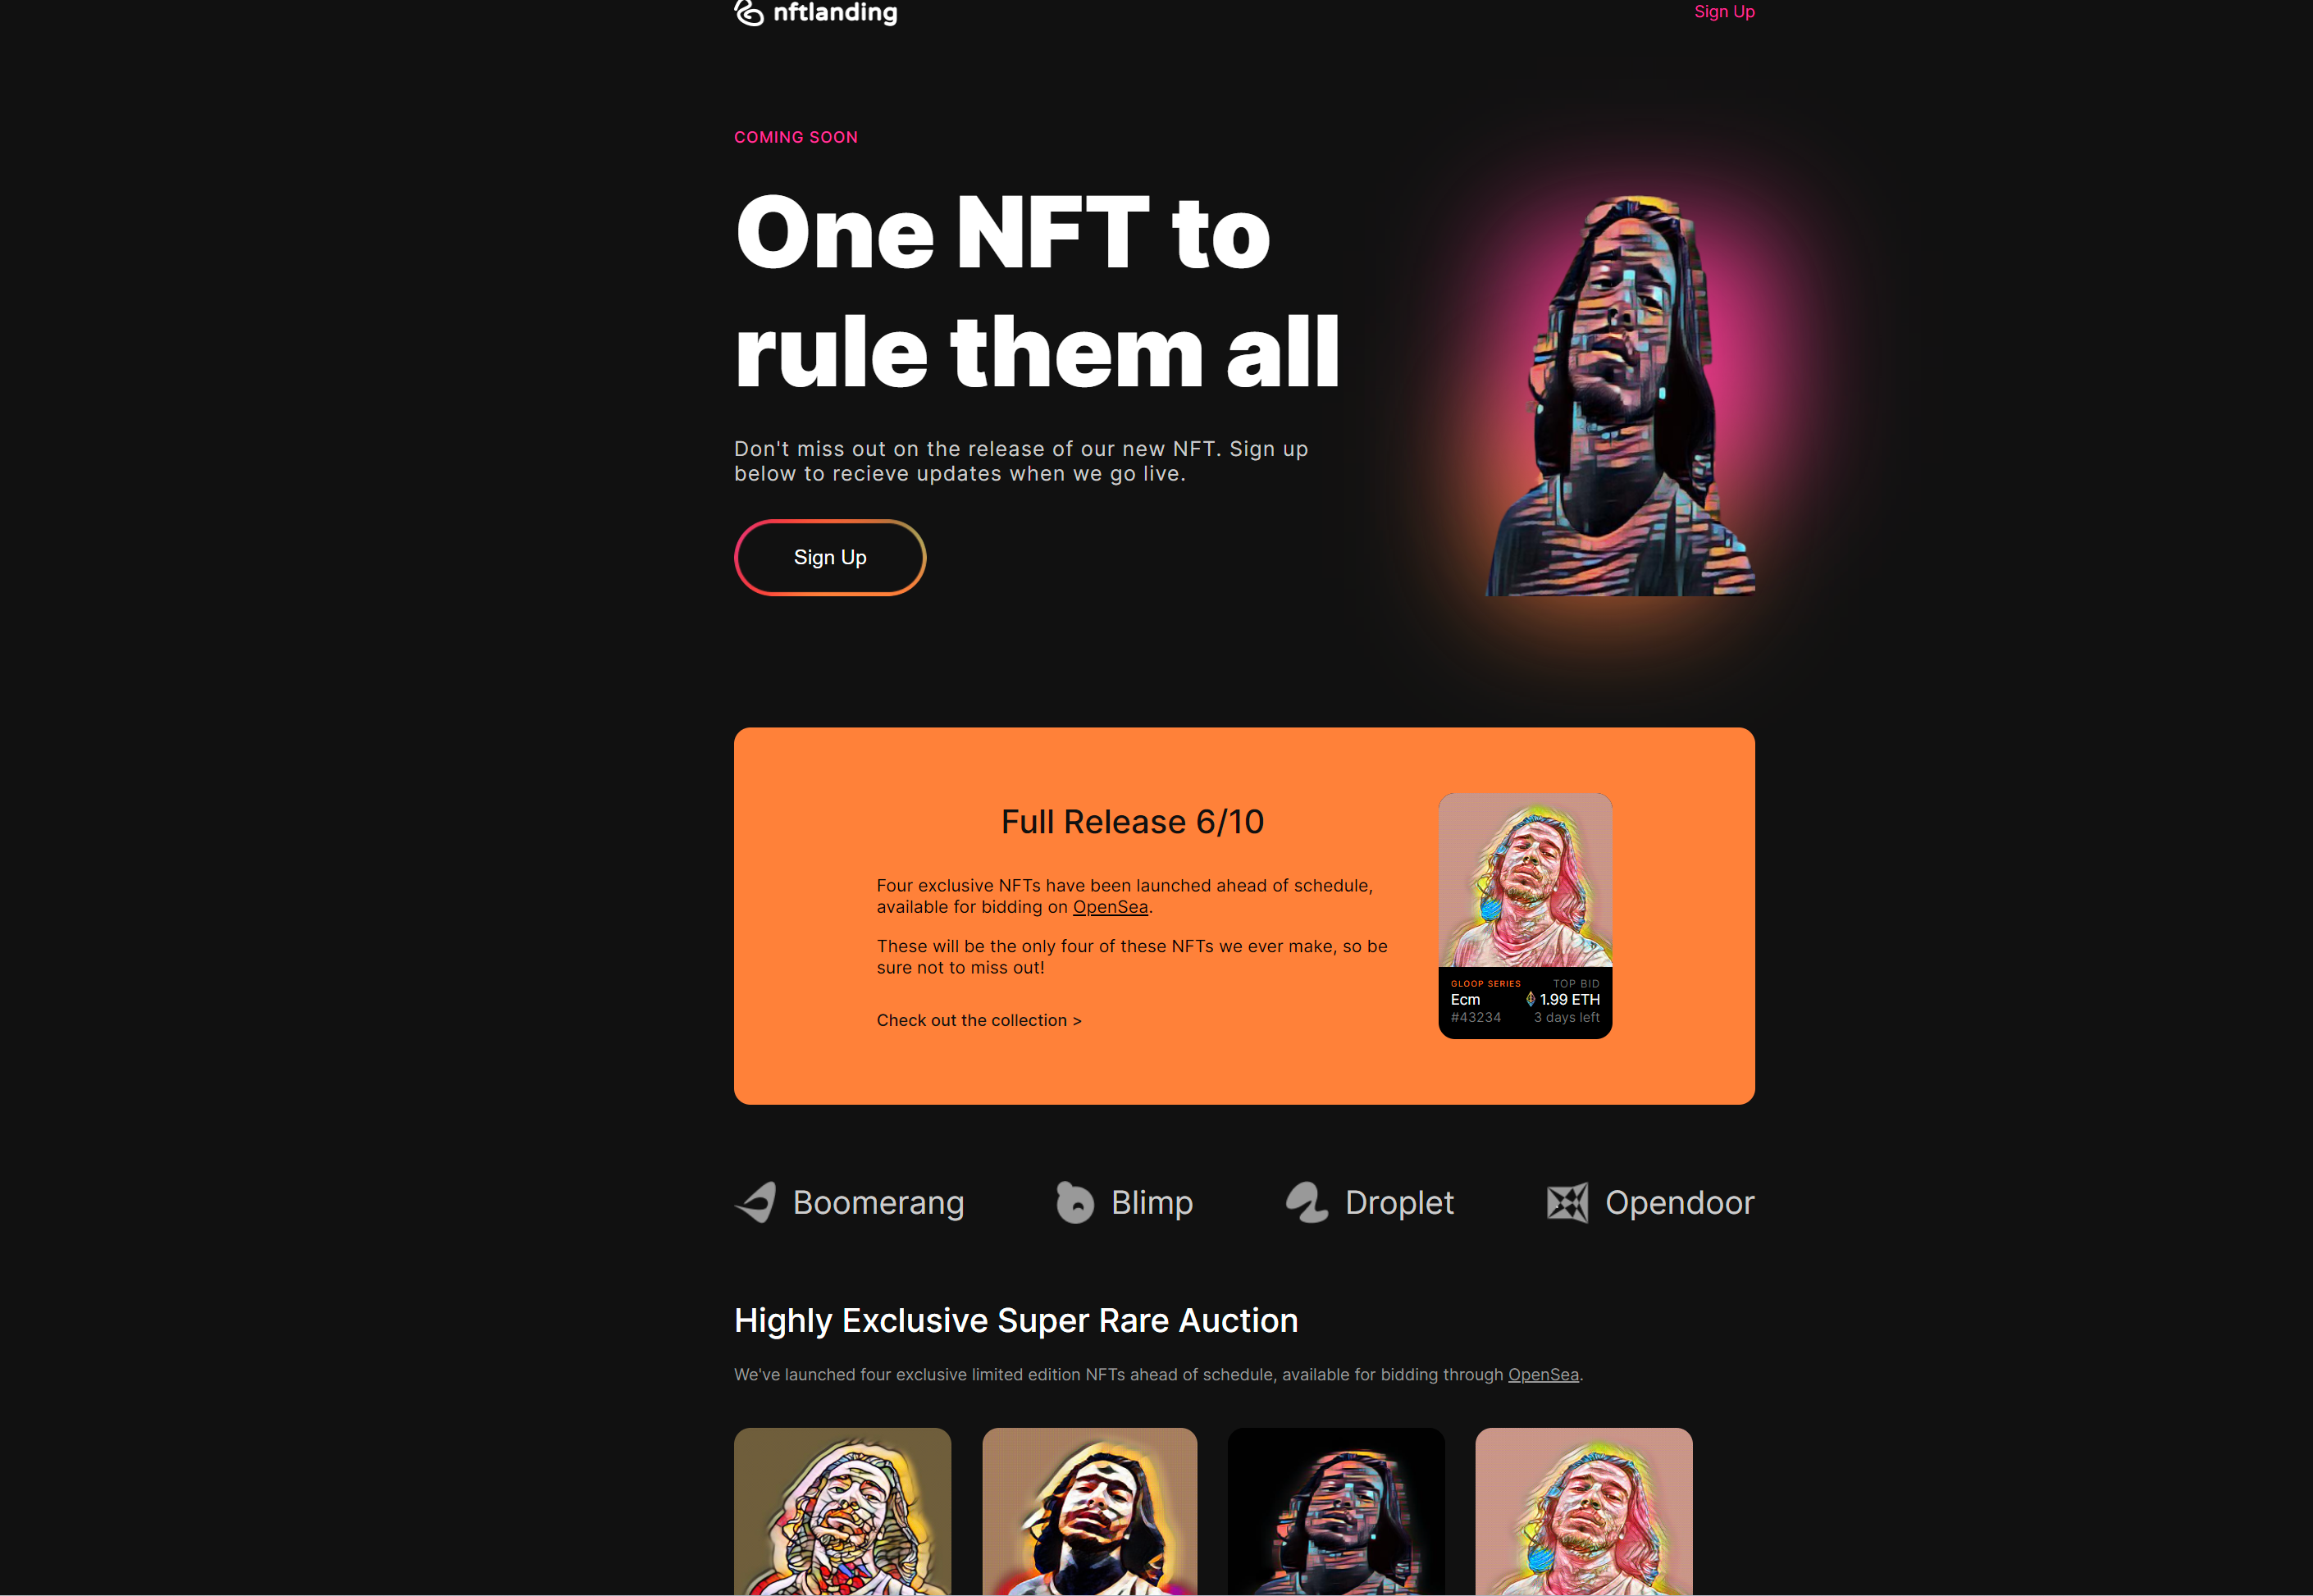 nftlanding
Sign Up
COMING SOON
One NFT to
rule them all
Don't miss out on the release of our new NFT. Sign up
below to recieve updates when we go live.
Sign Up
Full Release 6/10
Four exclusive NFTs have been launched ahead of schedule,
available for bidding on OpenSea.
These will be the only four of these NFTs we ever make, so be
sure not to miss out!
Check out the collection >
GLOOP SERIES TOP BID
Ecm 1.99 ETH
#43234 3 days left
Boomerang Blimp Droplet Opendoor
Highly Exclusive Super Rare Auction
We've launched four exclusive limited edition NFTs ahead of schedule, available for bidding through OpenSea.